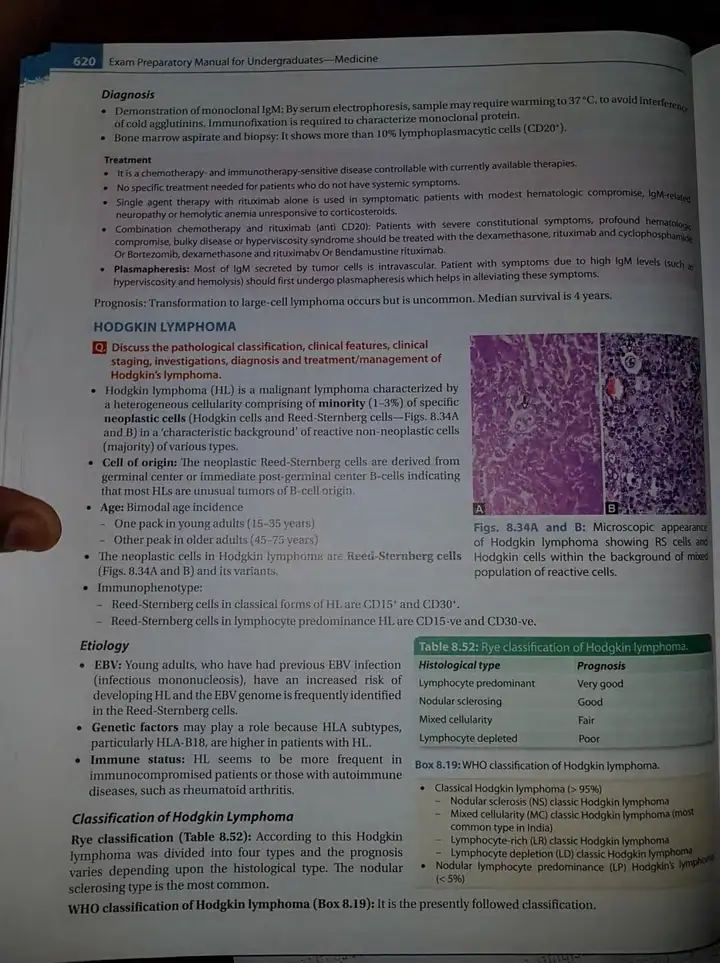 620 Exam Preparatory Manual for Undergraduates—Medicine
Diagnosis
• Demonstration of monoclonal IgM: By serum electrophoresis, sample may require warming to 37 °C, to avoid interference
of cold agglutinins. Immunofixation is required to characterize monoclonal protein.
• Bone marrow aspirate and biopsy: It shows more than 10% lymphoplasmacytic cells (CD20⁺).
Treatment
• It is a chemotherapy- and immunotherapy-sensitive disease controllable with currently available therapies.
• No specific treatment needed for patients who do not have systemic symptoms.
• Single agent therapy with rituximab alone is used in symptomatic patients with modest hematologic compromise, IgM-related
neuropathy or hemolytic anemia unresponsive to corticosteroids.
• Combination chemotherapy and rituximab (anti CD20): Patients with severe constitutional symptoms, profound hematologic
compromise, bulky disease or hyperviscosity syndrome should be treated with the dexamethasone, rituximab and cyclophosphamide
Or Bortezomib, dexamethasone and rituximabv Or Bendamustine rituximab.
• Plasmapheresis: Most of IgM secreted by tumor cells is intravascular. Patient with symptoms due to high IgM levels (such as
hyperviscosity and hemolysis) should first undergo plasmapheresis which helps in alleviating these symptoms.
Prognosis: Transformation to large-cell lymphoma occurs but is uncommon. Median survival is 4 years.
HODGKIN LYMPHOMA
Q. Discuss the pathological classification, clinical features, clinical
staging, investigations, diagnosis and treatment/management of
Hodgkin's lymphoma.
• Hodgkin lymphoma (HL) is a malignant lymphoma characterized by
a heterogeneous cellularity comprising of minority (1–3%) of specific
neoplastic cells (Hodgkin cells and Reed-Sternberg cells—Figs. 8.34A
and B) in a 'characteristic background' of reactive non-neoplastic cells
(majority) of various types.
• Cell of origin: The neoplastic Reed-Sternberg cells are derived from
germinal center or immediate post-germinal center B-cells indicating
that most HLs are unusual tumors of B-cell origin.
• Age: Bimodal age incidence
– One pack in young adults (15–35 years)
– Other peak in older adults (45–75 years)
• The neoplastic cells in Hodgkin lymphoma are Reed-Sternberg cells
(Figs. 8.34A and B) and its variants.
• Immunophenotype:
– Reed-Sternberg cells in classical forms of HL are CD15⁺ and CD30⁺.
– Reed-Sternberg cells in lymphocyte predominance HL are CD15-ve and CD30-ve.
A
B
Figs. 8.34A and B: Microscopic appearance
of Hodgkin lymphoma showing RS cells and
Hodgkin cells within the background of mixed
population of reactive cells.
Etiology
• EBV: Young adults, who have had previous EBV infection
(infectious mononucleosis), have an increased risk of
developing HL and the EBV genome is frequently identified
in the Reed-Sternberg cells.
• Genetic factors may play a role because HLA subtypes,
particularly HLA-B18, are higher in patients with HL.
• Immune status: HL seems to be more frequent in
immunocompromised patients or those with autoimmune
diseases, such as rheumatoid arthritis.
Classification of Hodgkin Lymphoma
Rye classification (Table 8.52): According to this Hodgkin
lymphoma was divided into four types and the prognosis
varies depending upon the histological type. The nodular
sclerosing type is the most common.
Table 8.52: Rye classification of Hodgkin lymphoma.
Histological type Prognosis
Lymphocyte predominant Very good
Nodular sclerosing Good
Mixed cellularity Fair
Lymphocyte depleted Poor
Box 8.19: WHO classification of Hodgkin lymphoma.
• Classical Hodgkin lymphoma (> 95%)
– Nodular sclerosis (NS) classic Hodgkin lymphoma
– Mixed cellularity (MC) classic Hodgkin lymphoma (most
common type in India)
– Lymphocyte-rich (LR) classic Hodgkin lymphoma
– Lymphocyte depletion (LD) classic Hodgkin lymphoma
• Nodular lymphocyte predominance (LP) Hodgkin's lymphoma
(< 5%)
WHO classification of Hodgkin lymphoma (Box 8.19): It is the presently followed classification.